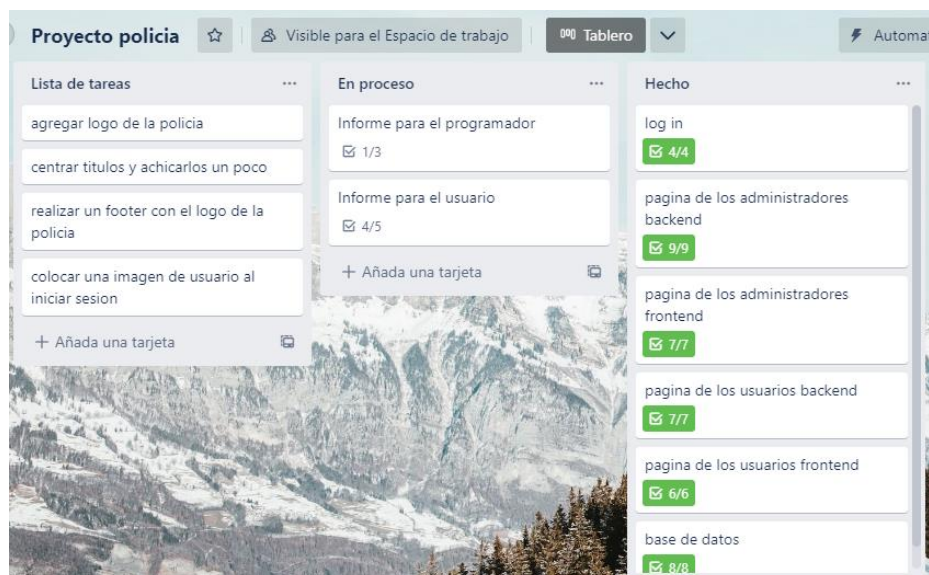 Proyecto policia
Visible para el Espacio de trabajo
Tablero
Automa
Lista de tareas
agregar logo de la policia
centrar titulos y achicarlos un poco
realizar un footer con el logo de la
policia
colocar una imagen de usuario al
iniciar sesion
+ Añada una tarjeta
En proceso
Informe para el programador
1/3
Informe para el usuario
4/5
+ Añada una tarjeta
Hecho
log in
4/4
pagina de los administradores
backend
9/9
pagina de los administradores
frontend
7/7
pagina de los usuarios backend
7/7
pagina de los usuarios frontend
6/6
base de datos
8/8